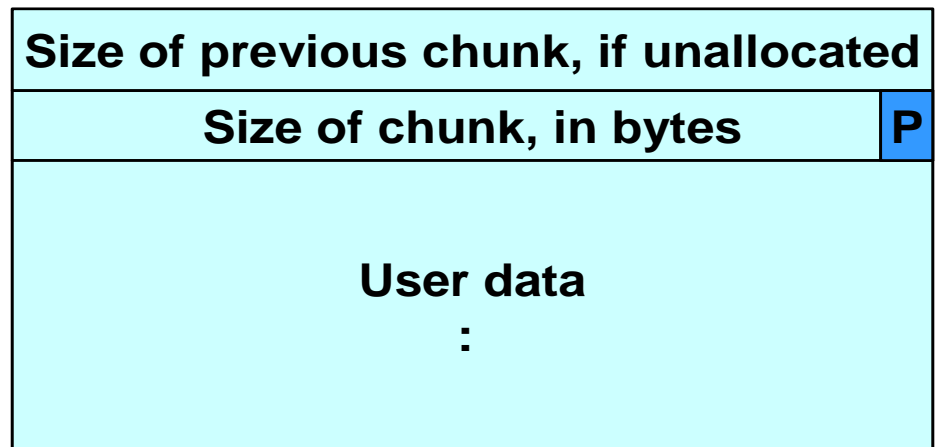 Size of previous chunk, if unallocated
Size of chunk, in bytes P
User data
: